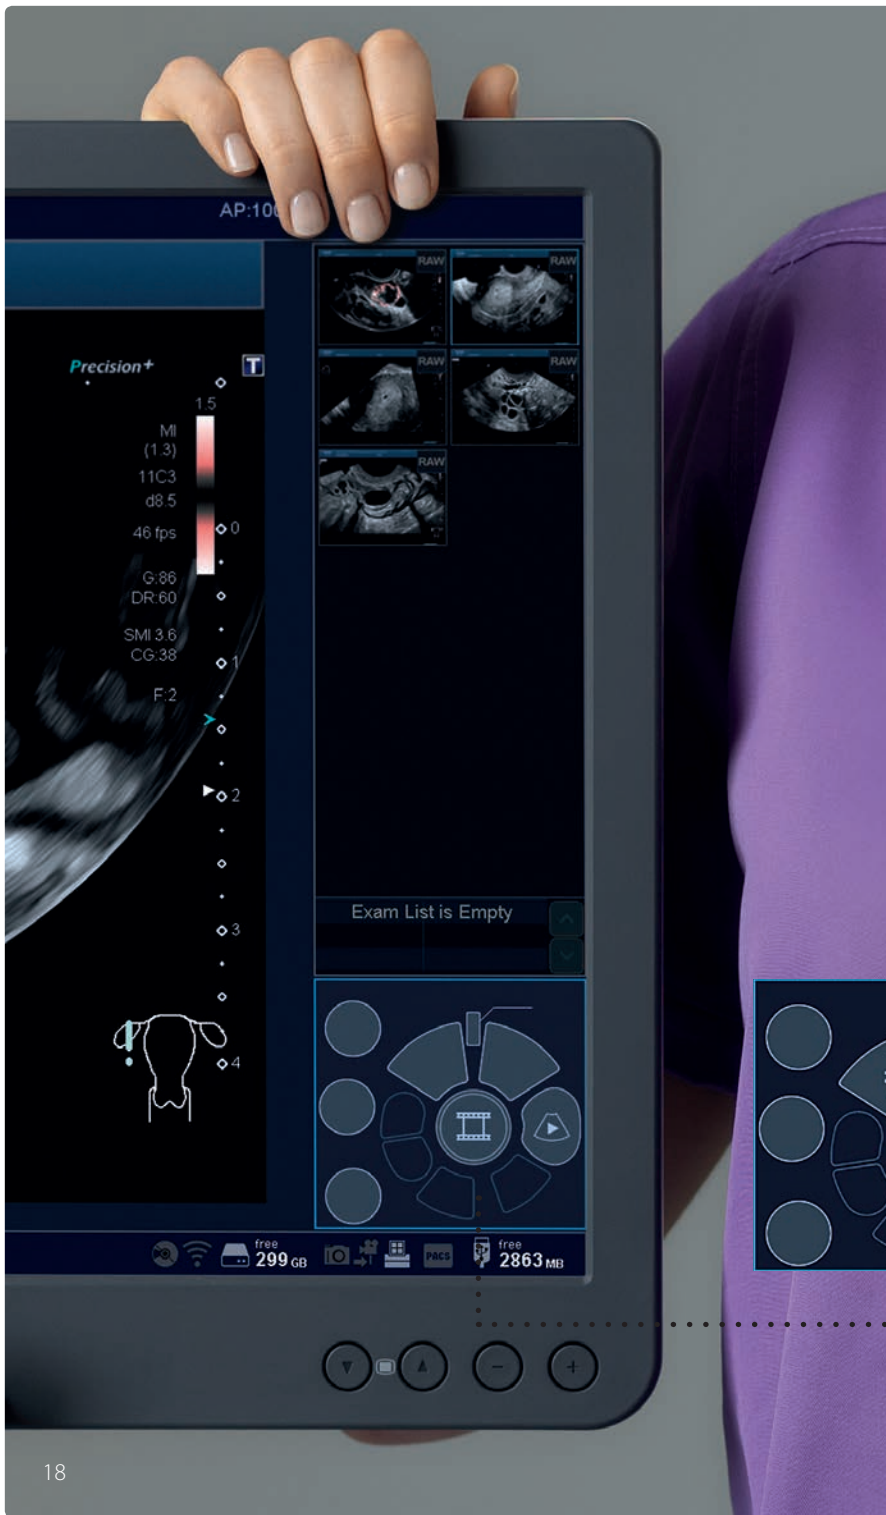 AP:100
RAW
RAW
Precision+
T
RAW
RAW
1.5
MI
(1.3)
11C3
RAW
d8.5
46 fps
0
G:86
DR:60
SMI 3.6
CG:38
1
F:2
2
Exam List is Empty
3
4
free
299 GB
PACS
free
2863 MB
18